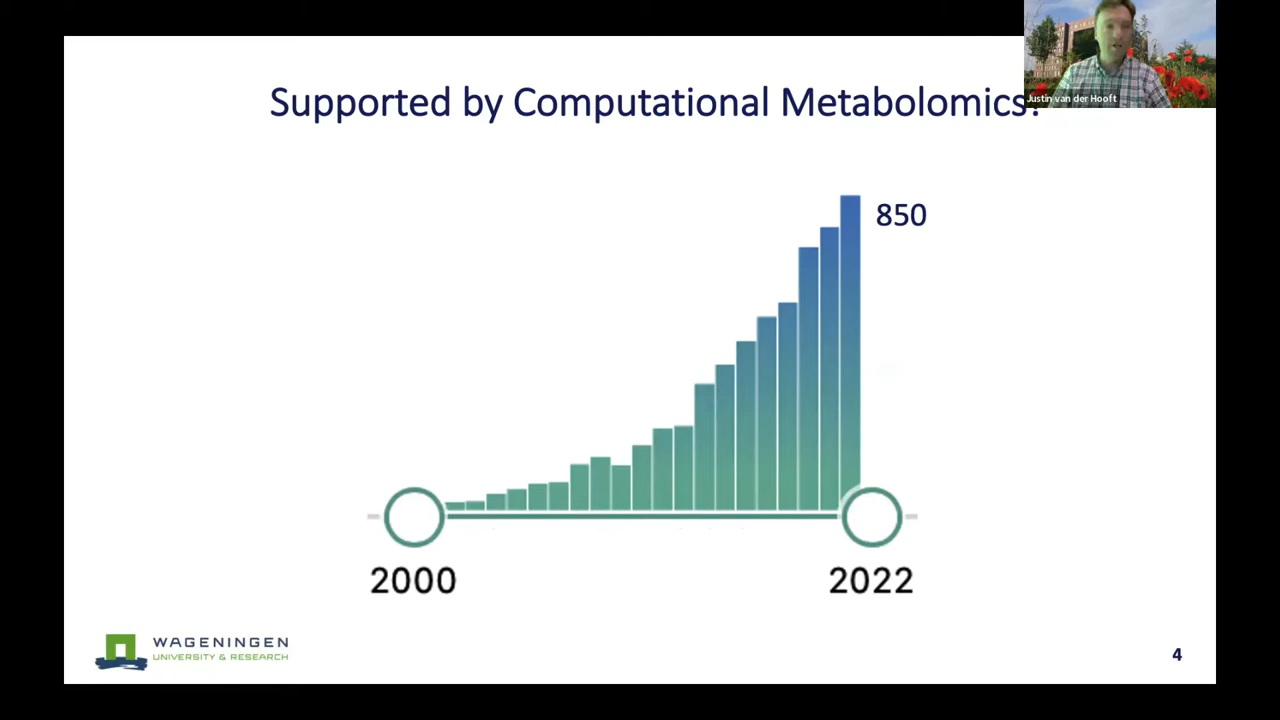 Supported by Computational Metabolomics?
Justin van der Hooft
850
2000
2022
WAGENINGEN
UNIVERSITY & RESEARCH
4